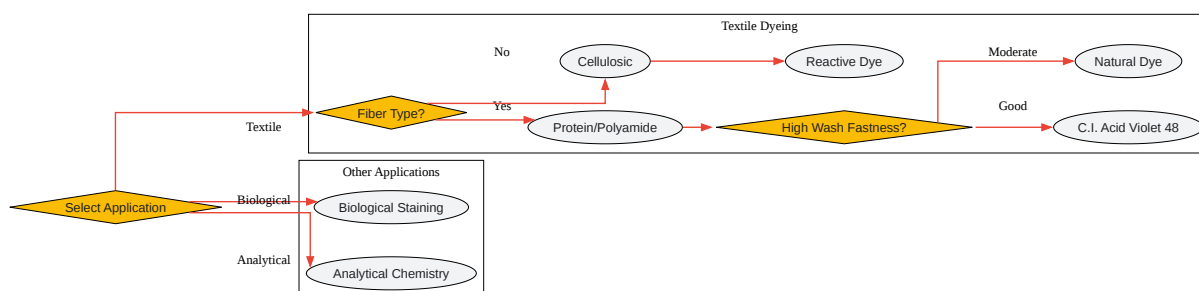 Textile Dyeing
No
Cellulosic
Reactive Dye
Moderate
Natural Dye
Fiber Type?
Yes
Textile
Protein/Polyamide
High Wash Fastness?
Good
C.I. Acid Violet 48
Other Applications
Select Application
Biological
Biological Staining
Analytical
Analytical Chemistry